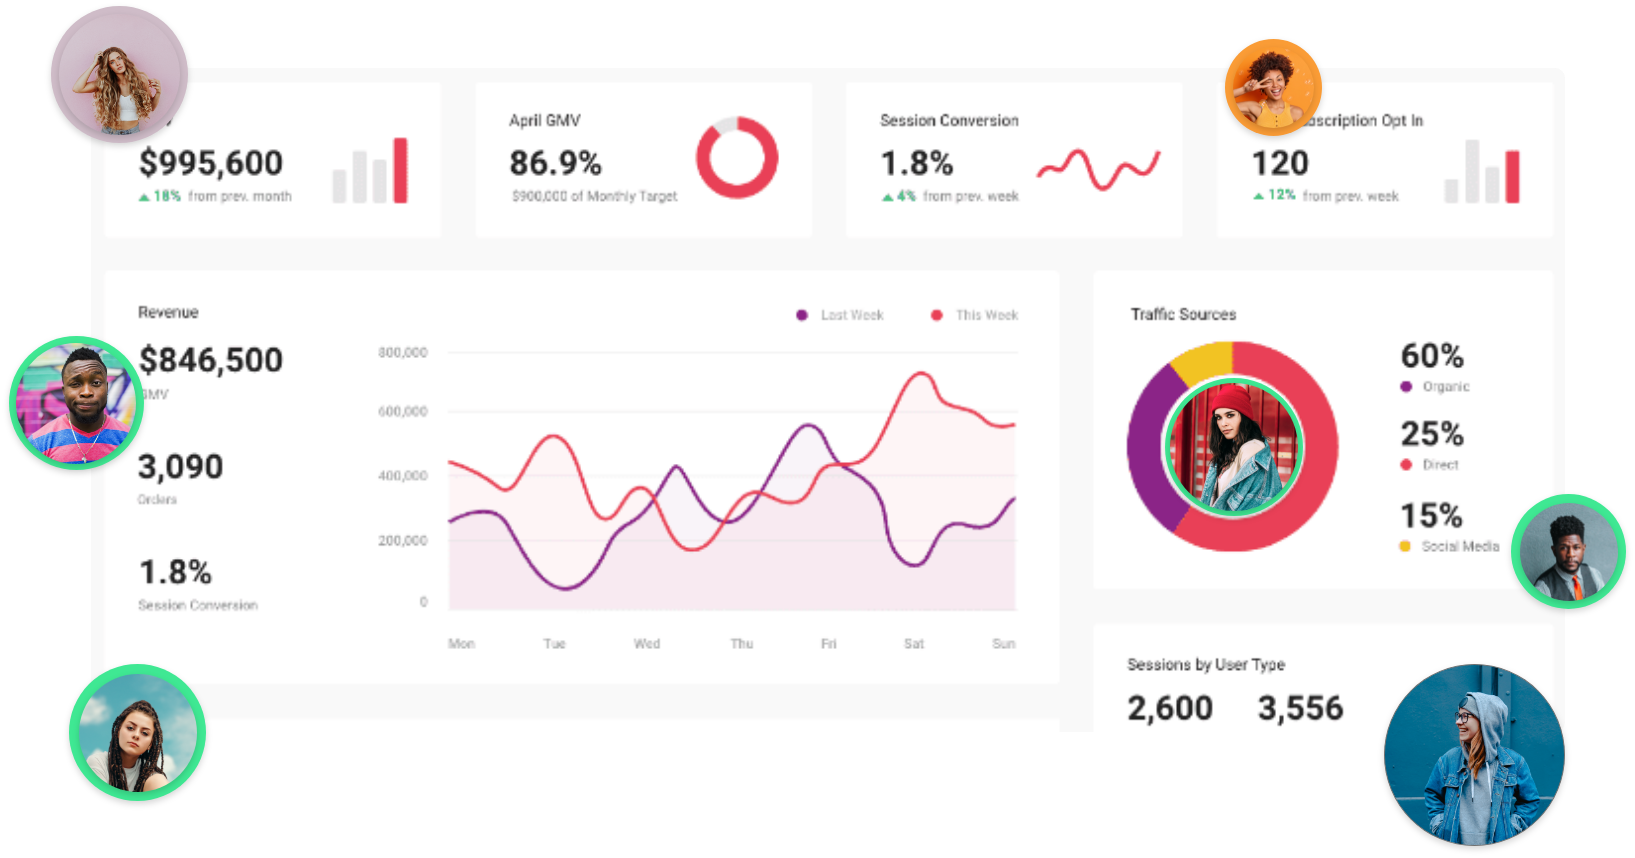 $995,600
18% from prev. month
April GMV
86.9%
$900,000 of Monthly Target
Session Conversion
1.8%
4% from prev. week
Opt In
120
12% from prev. week
Revenue
$846,500
GMV
3,090
Orders
1.8%
Session Conversion
Last Week
This Week
800,000
600,000
400,000
200,000
0
Mon Tue Wed Thu Fri Sat Sun
Traffic Sources
60%
Organic
25%
Direct
15%
Social Media
Sessions by User Type
2,600 3,556